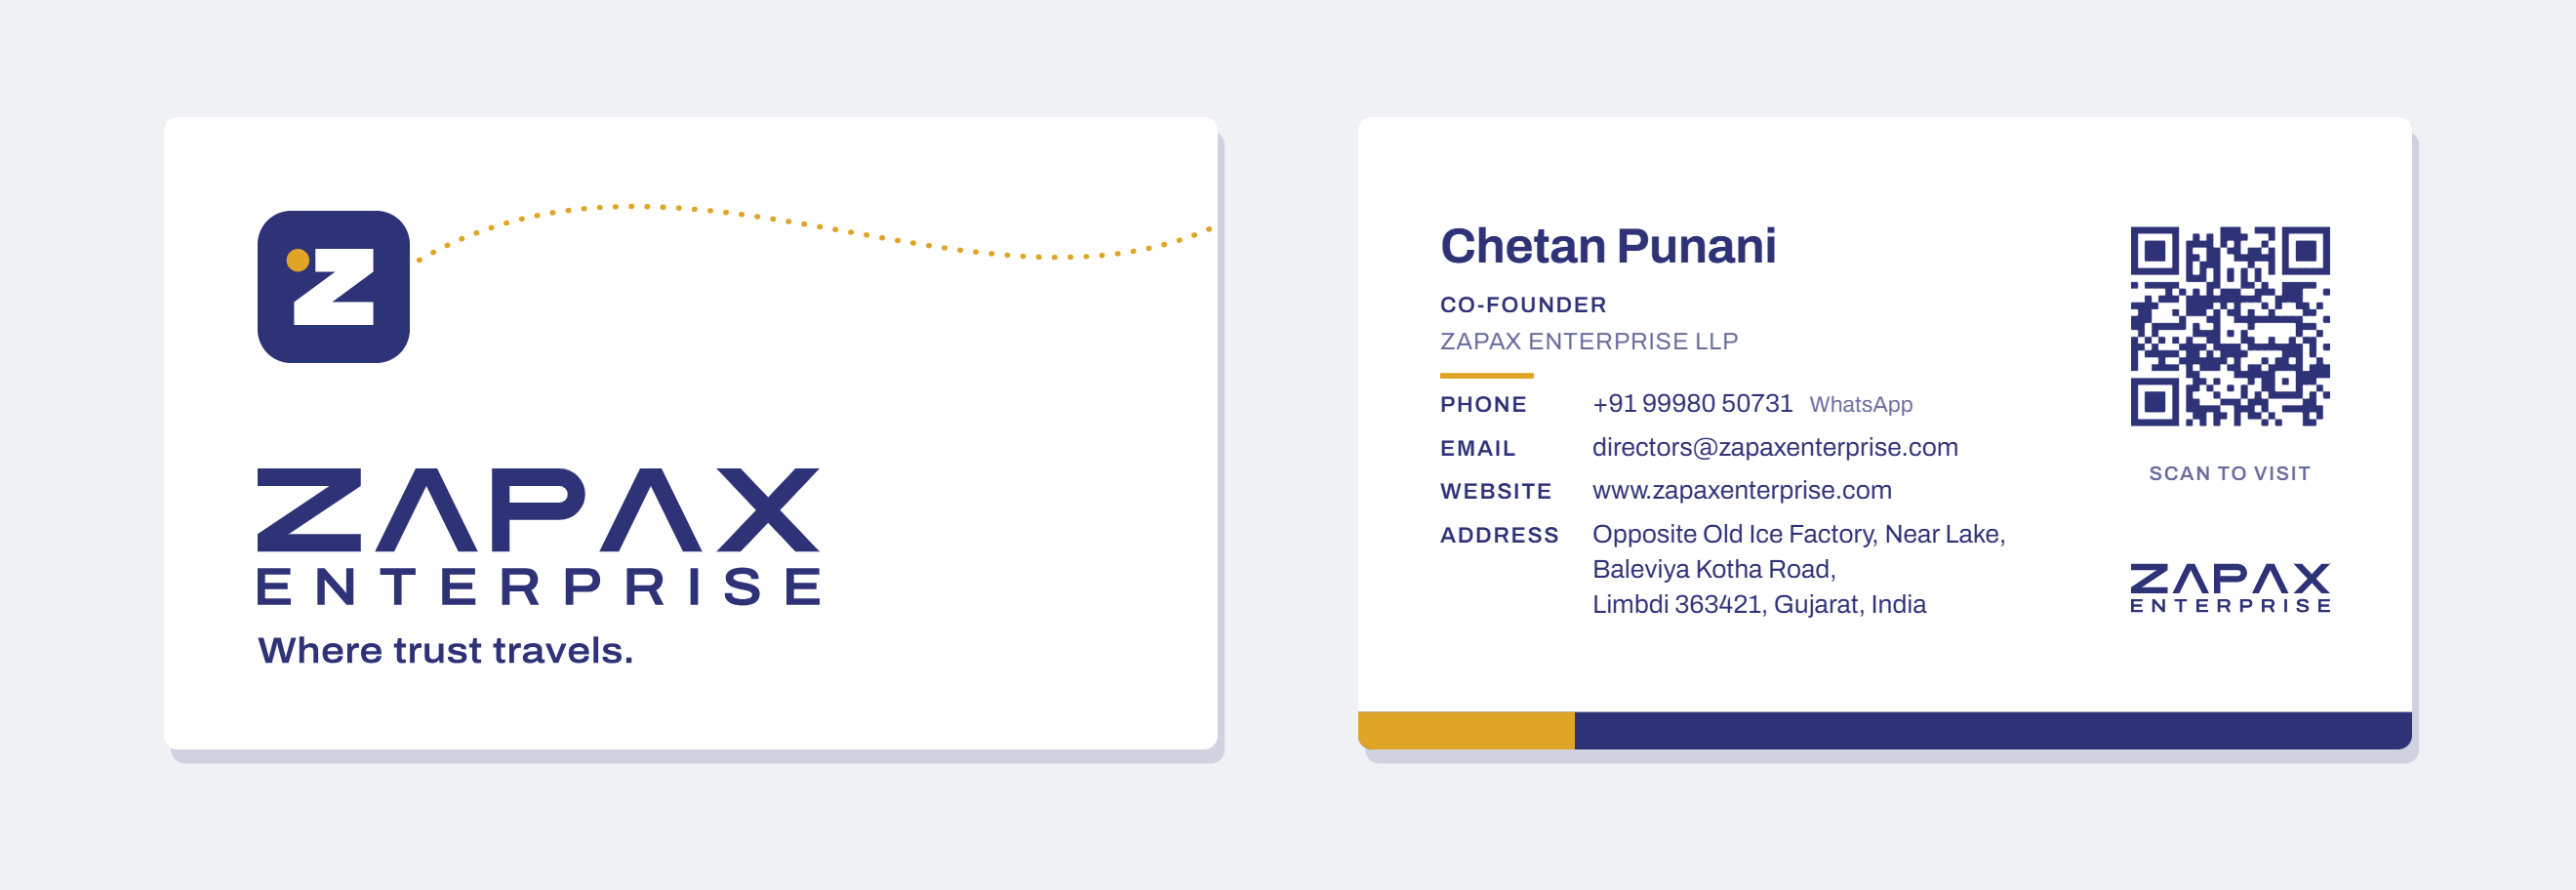 Z
ZAPAX
ENTERPRISE
Where trust travels.
Chetan Punani
CO-FOUNDER
ZAPAX ENTERPRISE LLP
PHONE +91 99980 50731 WhatsApp
EMAIL directors@zapaxenterprise.com
WEBSITE www.zapaxenterprise.com
ADDRESS Opposite Old Ice Factory, Near Lake,
Baleviya Kotha Road,
Limbdi 363421, Gujarat, India
SCAN TO VISIT
ZAPAX
ENTERPRISE